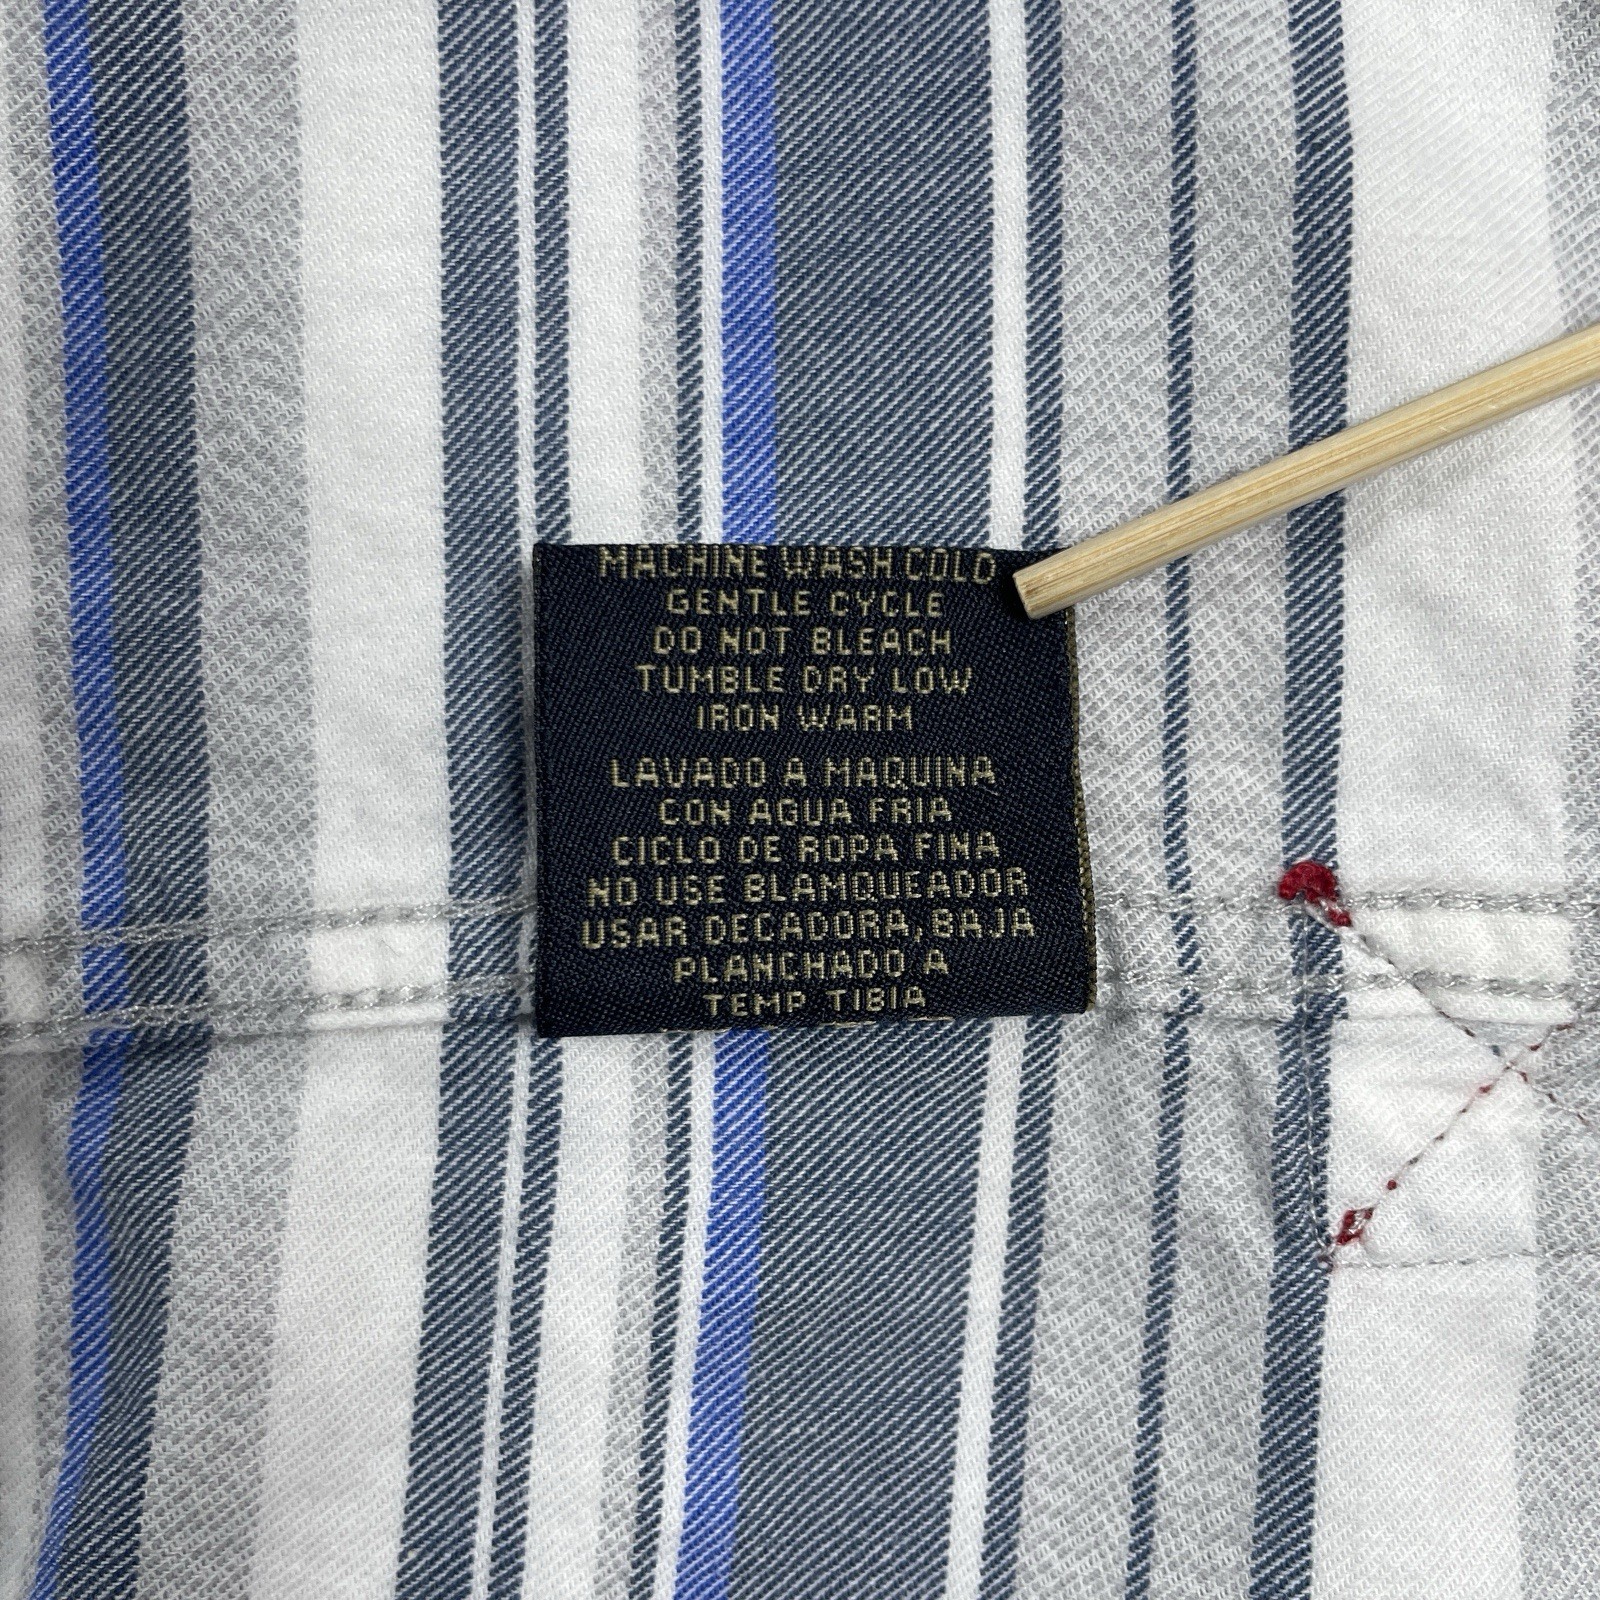 MACHINE WASH COLD
GENTLE CYCLE
DO NOT BLEACH
TUMBLE DRY LOW
IRON WARM
LAVADO A MAQUINA
CON AGUA FRIA
CICLO DE ROPA FINA
NO USE BLAMQUEADOR
USAR DECADORA, BAJA
PLANCHADO A
TEMP TIBIA